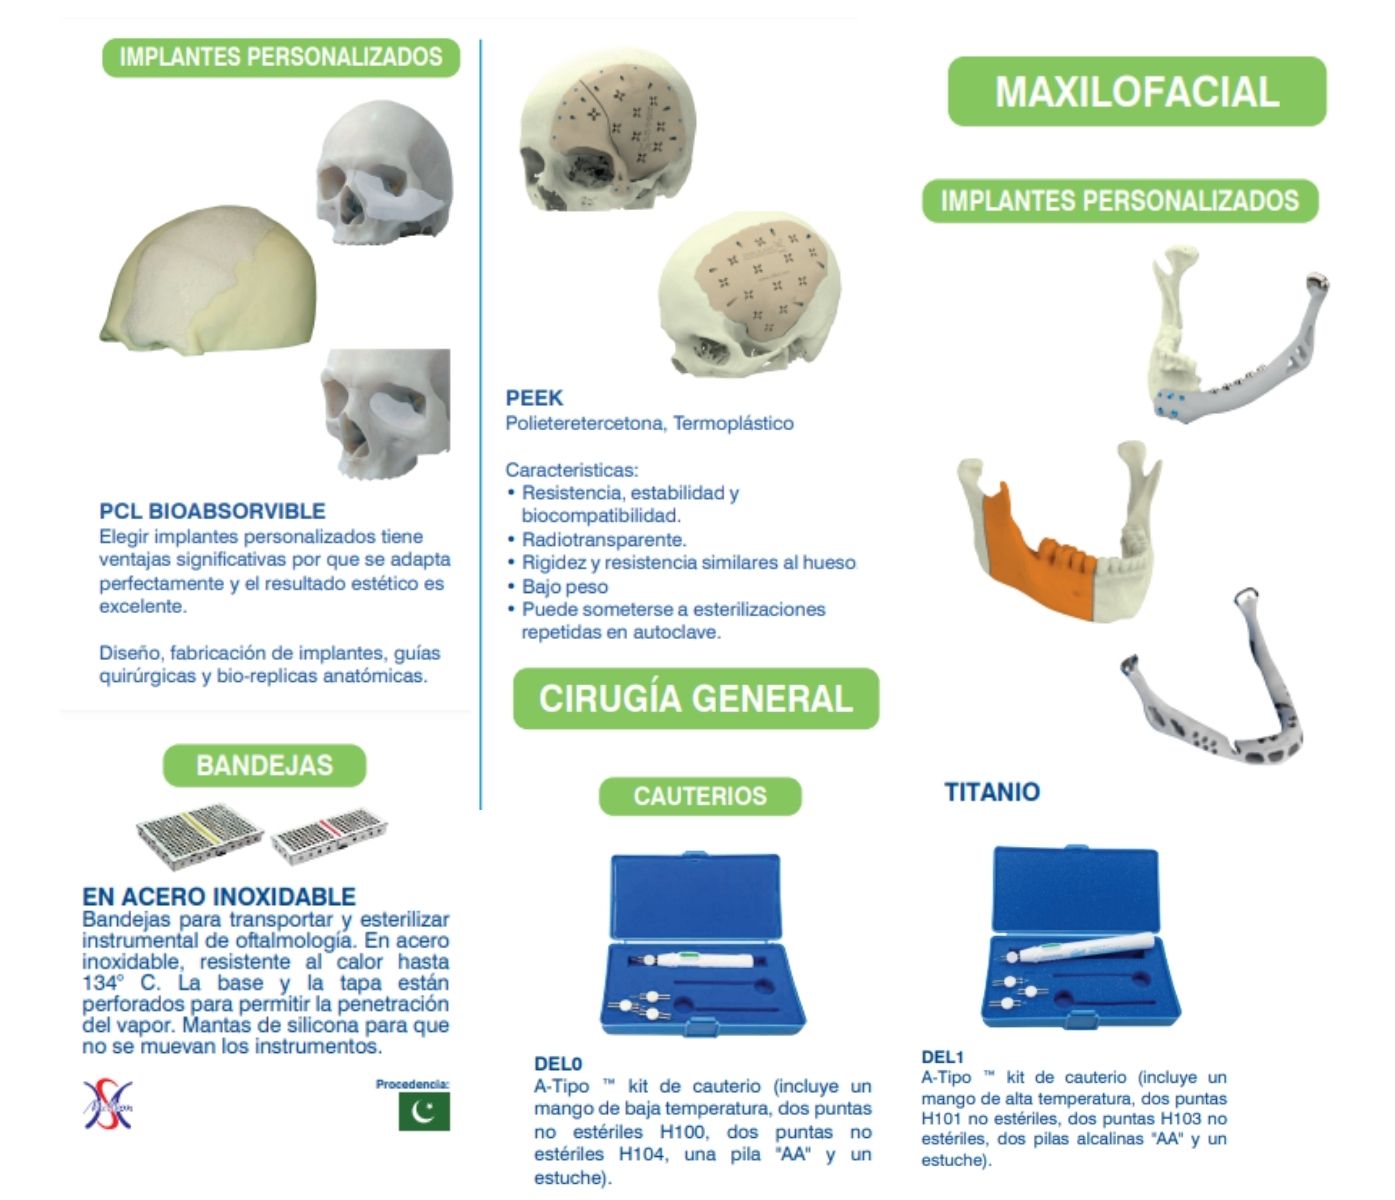 IMPLANTES PERSONALIZADOS
PCL BIOABSORVIBLE
Elegir implantes personalizados tiene
ventajas significativas por que se adapta
perfectamente y el resultado estético es
excelente.
Diseño, fabricación de implantes, guías
quirúrgicas y bio-replicas anatómicas.
BANDEJAS
EN ACERO INOXIDABLE
Bandejas para transportar y esterilizar
instrumental de oftalmología. En acero
inoxidable, resistente al calor hasta
134° C. La base y la tapa están
perforados para permitir la penetración
del vapor. Mantas de silicona para que
no se muevan los instrumentos.
Procedencia:
PEEK
Polieteretercetona, Termoplástico
Caracteristicas:
• Resistencia, estabilidad y
biocompatibilidad.
• Radiotransparente.
• Rigidez y resistencia similares al hueso
• Bajo peso
• Puede someterse a esterilizaciones
repetidas en autoclave.
CIRUGÍA GENERAL
CAUTERIOS
DEL0
A-Tipo ™ kit de cauterio (incluye un
mango de baja temperatura, dos puntas
no estériles H100, dos puntas no
estériles H104, una pila "AA" y un
estuche).
MAXILOFACIAL
IMPLANTES PERSONALIZADOS
TITANIO
DEL1
A-Tipo ™ kit de cauterio (incluye un
mango de alta temperatura, dos puntas
H101 no estériles, dos puntas H103 no
estériles, dos pilas alcalinas "AA" y un
estuche).